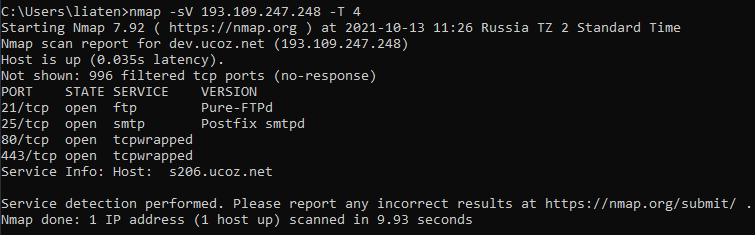 C:\Users\liaten>nmap -sV 193.109.247.248 -T 4
Starting Nmap 7.92 ( https://nmap.org ) at 2021-10-13 11:26 Russia TZ 2 Standard Time
Nmap scan report for dev.ucoz.net (193.109.247.248)
Host is up (0.035s latency).
Not shown: 996 filtered tcp ports (no-response)
PORT    STATE SERVICE    VERSION
21/tcp  open  ftp        Pure-FTPd
25/tcp  open  smtp       Postfix smtpd
80/tcp  open  tcpwrapped
443/tcp open  tcpwrapped
Service Info: Host:  s206.ucoz.net
Service detection performed. Please report any incorrect results at https://nmap.org/submit/ .
Nmap done: 1 IP address (1 host up) scanned in 9.93 seconds